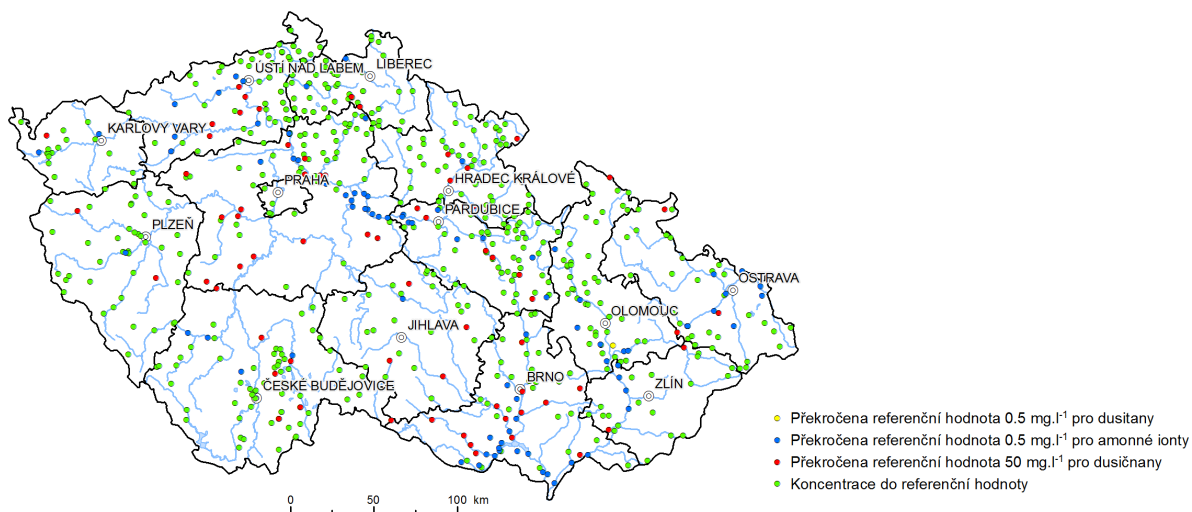 ÚSTÍ NAD LABEM
LIBEREC
KARLOVY VARY
PRAHA
HRADEC KRÁLOVÉ
PARDUBICE
PLZEŇ
OSTRAVA
OLOMOUC
JIHLAVA
BRNO
ZLÍN
ČESKÉ BUDĚJOVICE
Překročena referenční hodnota 0.5 mg.l-1 pro dusitany
Překročena referenční hodnota 0.5 mg.l-1 pro amonné ionty
Překročena referenční hodnota 50 mg.l-1 pro dusičnany
Koncentrace do referenční hodnoty
0 50 100 km